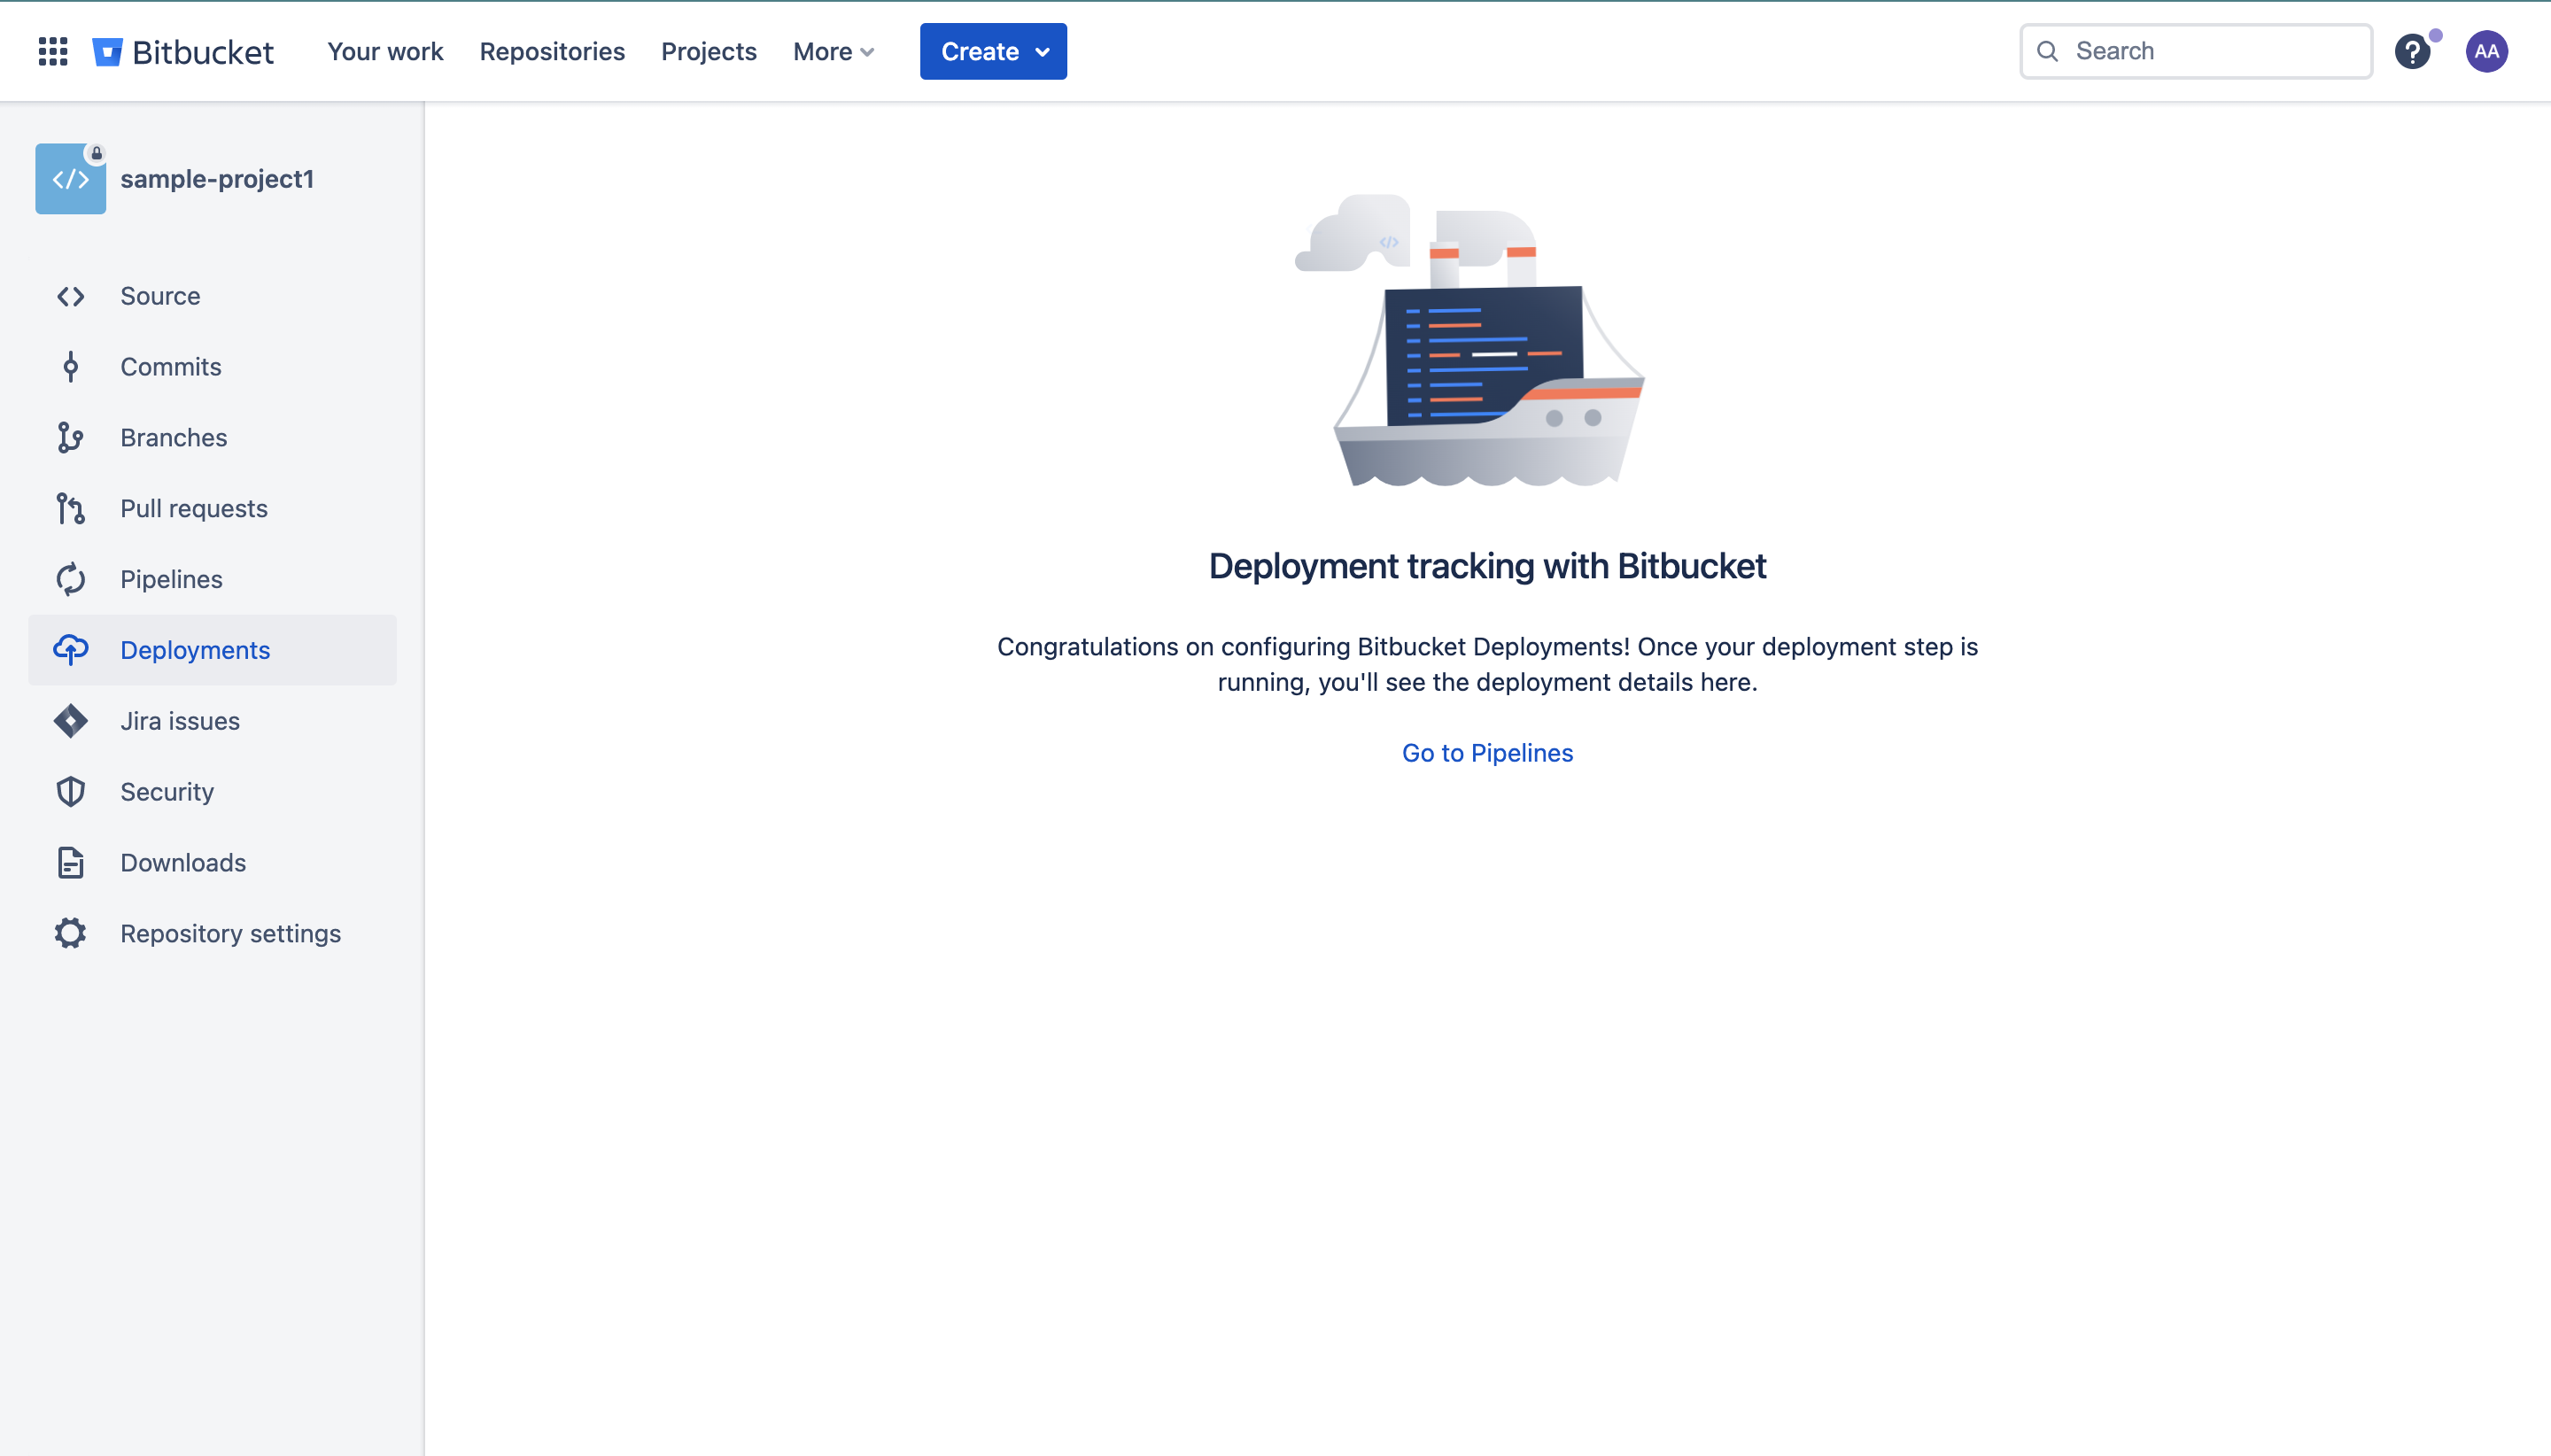 Bitbucket
Your work
Repositories
Projects
More
Create
Search
AA
sample-project1
Source
Commits
Branches
Pull requests
Pipelines
Deployments
Jira issues
Security
Downloads
Repository settings
Deployment tracking with Bitbucket
Congratulations on configuring Bitbucket Deployments! Once your deployment step is
running, you'll see the deployment details here.
Go to Pipelines